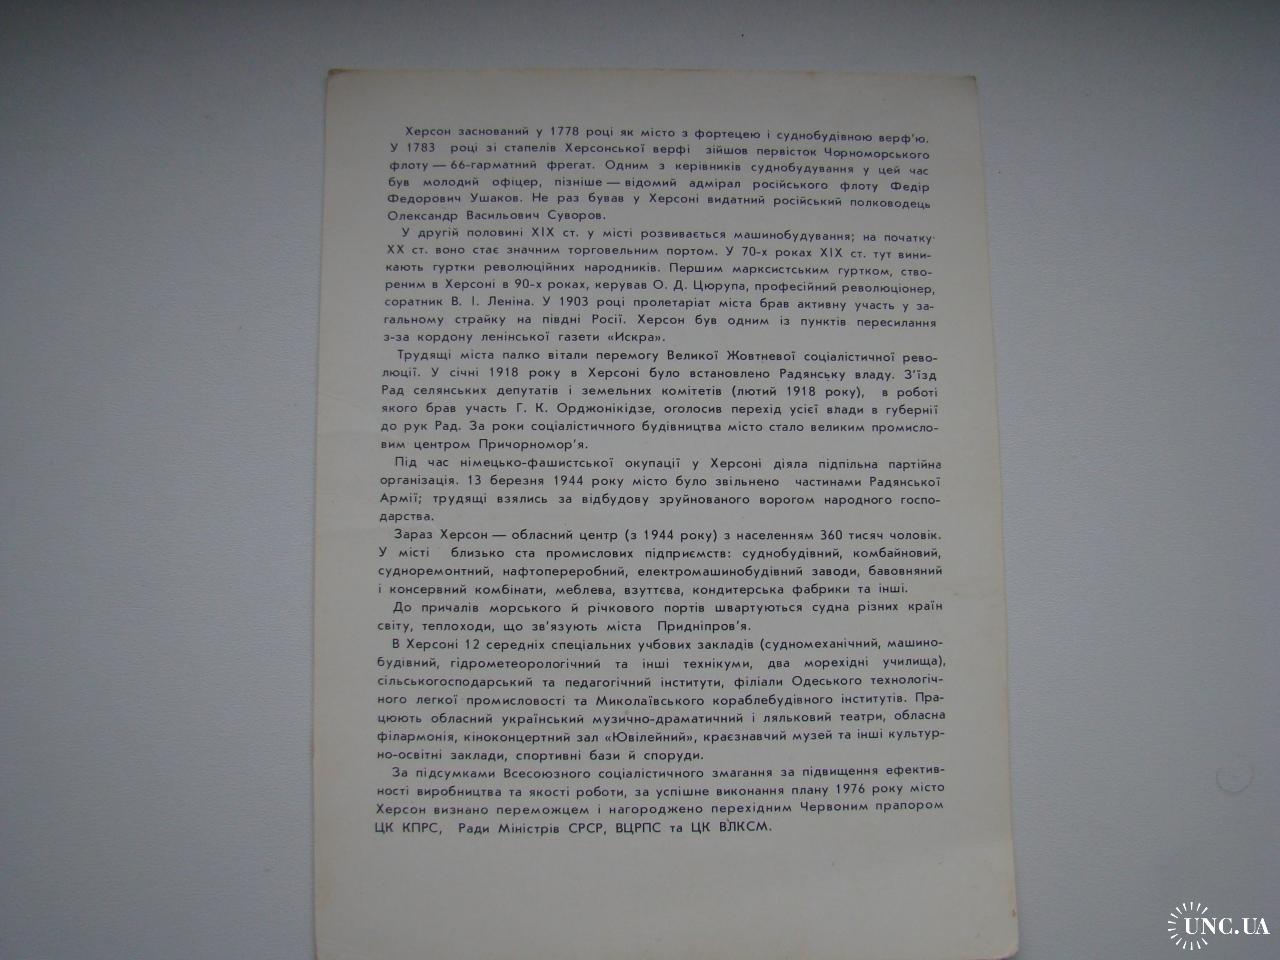 Херсон заснований у 1778 році як місто з фортецею і суднобудівною верф'ю.
У 1783 році зі стапелів Херсонської верфі зійшов первісток Чорноморського
флоту — 66-гарматний фрегат. Одним з керівників суднобудування у цей час
був молодий офіцер, пізніше — відомий адмірал російського флоту Федір
Федорович Ушаков. Не раз бував у Херсоні видатний російський полководець
Олександр Васильович Суворов.
У другій половині XIX ст. у місті розвивається машинобудування; на початку
XX ст. воно стає значним торговельним портом. У 70-х роках XIX ст. тут вини-
кають гуртки революційних народників. Першим марксистським гуртком, ство-
реним в Херсоні в 90-х роках, керував О. Д. Цюрупа, професійний революціонер,
соратник В. І. Леніна. У 1903 році пролетаріат міста брав активну участь у за-
гальному страйку на півдні Росії. Херсон був одним із пунктів пересилання
з-за кордону ленінської газети «Искра».
Трудящі міста палко вітали перемогу Великої Жовтневої соціалістичної рево-
люції. У січні 1918 року в Херсоні було встановлено Радянську владу. З'їзд
Рад селянських депутатів і земельних комітетів (лютий 1918 року), в роботі
якого брав участь Г. К. Орджонікідзе, оголосив перехід усієї влади в губернії
до рук Рад. За роки соціалістичного будівництва місто стало великим промисло-
вим центром Причорномор'я.
Під час німецько-фашистської окупації у Херсоні діяла підпільна партійна
організація. 13 березня 1944 року місто було звільнено частинами Радянської
Армії; трудящі взялись за відбудову зруйнованого ворогом народного госпо-
дарства.
Зараз Херсон — обласний центр (з 1944 року) з населенням 360 тисяч чоловік.
У місті близько ста промислових підприємств: суднобудівний, комбайновий,
судноремонтний, нафтопереробний, електромашинобудівний заводи, бавовняний
і консервний комбінати, меблева, взуттєва, кондитерська фабрики та інші.
До причалів морського й річкового портів швартуються судна різних країн
світу, теплоходи, що зв'язують міста Придніпров'я.
В Херсоні 12 середніх спеціальних учбових закладів (судномеханічний, машино-
будівний, гідрометеорологічний та інші технікуми, два морехідні училища),
сільськогосподарський та педагогічний інститути, філіали Одеського технологіч-
ного легкої промисловості та Миколаївського кораблебудівного інститутів. Пра-
цюють обласний український музично-драматичний і ляльковий театри, обласна
філармонія, кіноконцертний зал «Ювілейний», краєзнавчий музей та інші культур-
но-освітні заклади, спортивні бази й споруди.
За підсумками Всесоюзного соціалістичного змагання за підвищення ефектив-
ності виробництва та якості роботи, за успішне виконання плану 1976 року місто
Херсон визнано переможцем і нагороджено перехідним Червоним прапором
ЦК КПРС, Ради Міністрів СРСР, ВЦРПС та ЦК ВЛКСМ.
UNC.UA